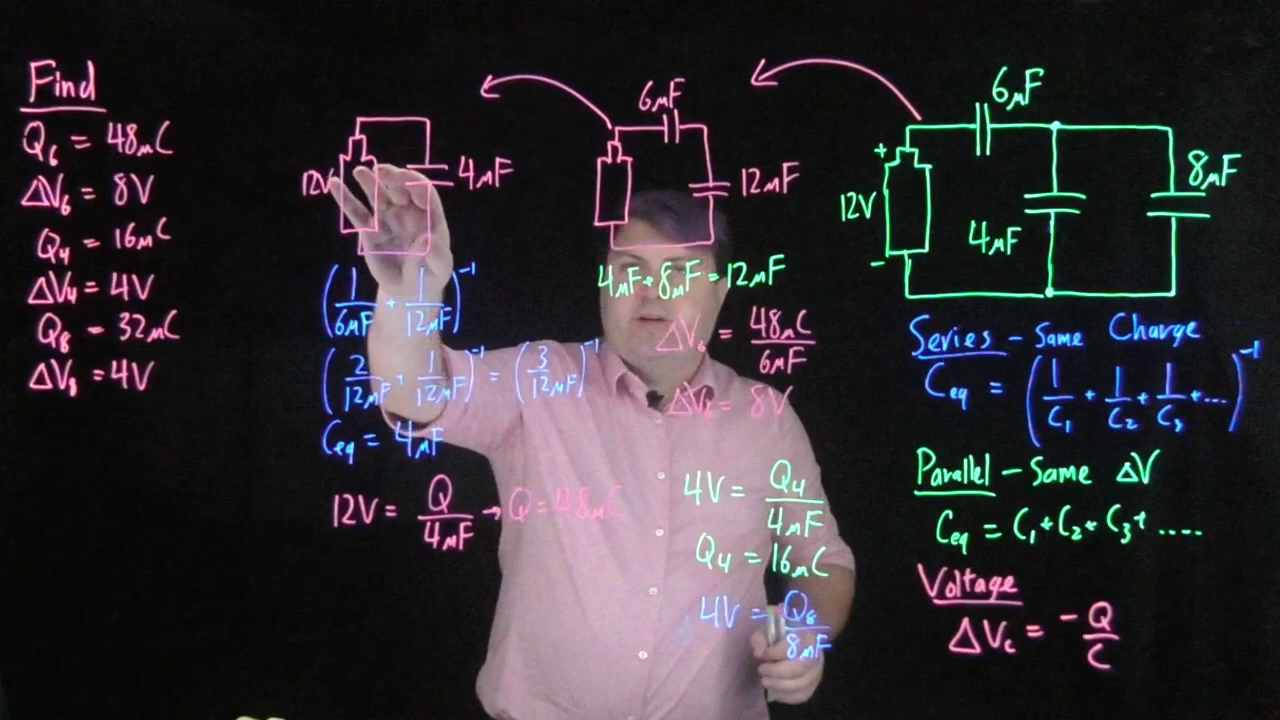 Find
Q₆ = 48μC
ΔV₆ = 8V
Q₄ = 16μC
ΔV₄ = 4V
Q₈ = 32μC
ΔV₈ = 4V
12V
4μF
(1/6μF + 1/12μF)⁻¹
(2/12μF + 1/12μF)⁻¹ = (3/12μF)⁻¹
Ceq = 4μF
12V = Q/4μF → Q = 48μC
6μF
12μF
4μF + 8μF = 12μF
ΔV₆ = 48μC/6μF
ΔV₆ = 8V
4V = Q₄/4μF
Q₄ = 16μC
4V = Q₈/8μF
6μF
+
12V
-
4μF
8μF
Series - Same Charge
Ceq = (1/C₁ + 1/C₂ + 1/C₃ + ...)⁻¹
Parallel - Same ΔV
Ceq = C₁ + C₂ + C₃ + ....
Voltage
ΔVc = -Q/C